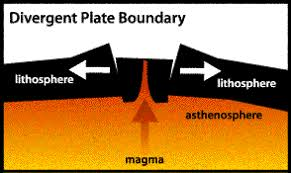 Divergent Plate Boundary
lithosphere
lithosphere
asthenosphere
magma